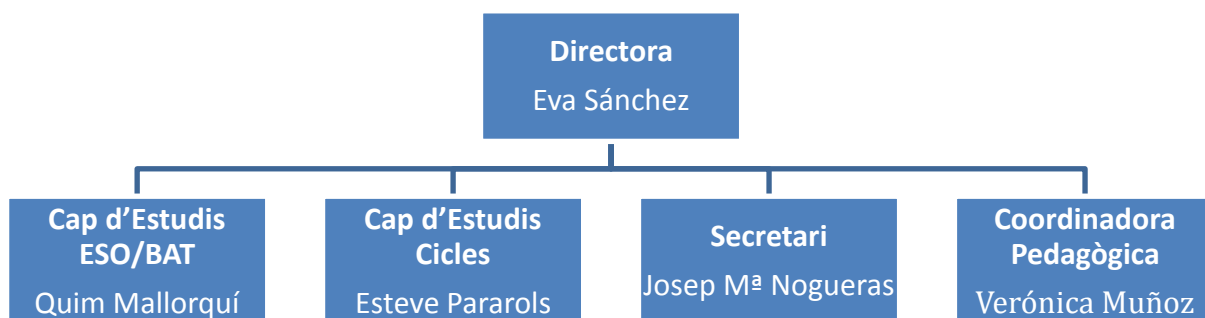 Directora
Eva Sánchez
Cap d’Estudis
ESO/BAT
Quim Mallorquí
Cap d’Estudis
Cicles
Esteve Pararols
Secretari
Josep Mª Nogueras
Coordinadora
Pedagògica
Verónica Muñoz